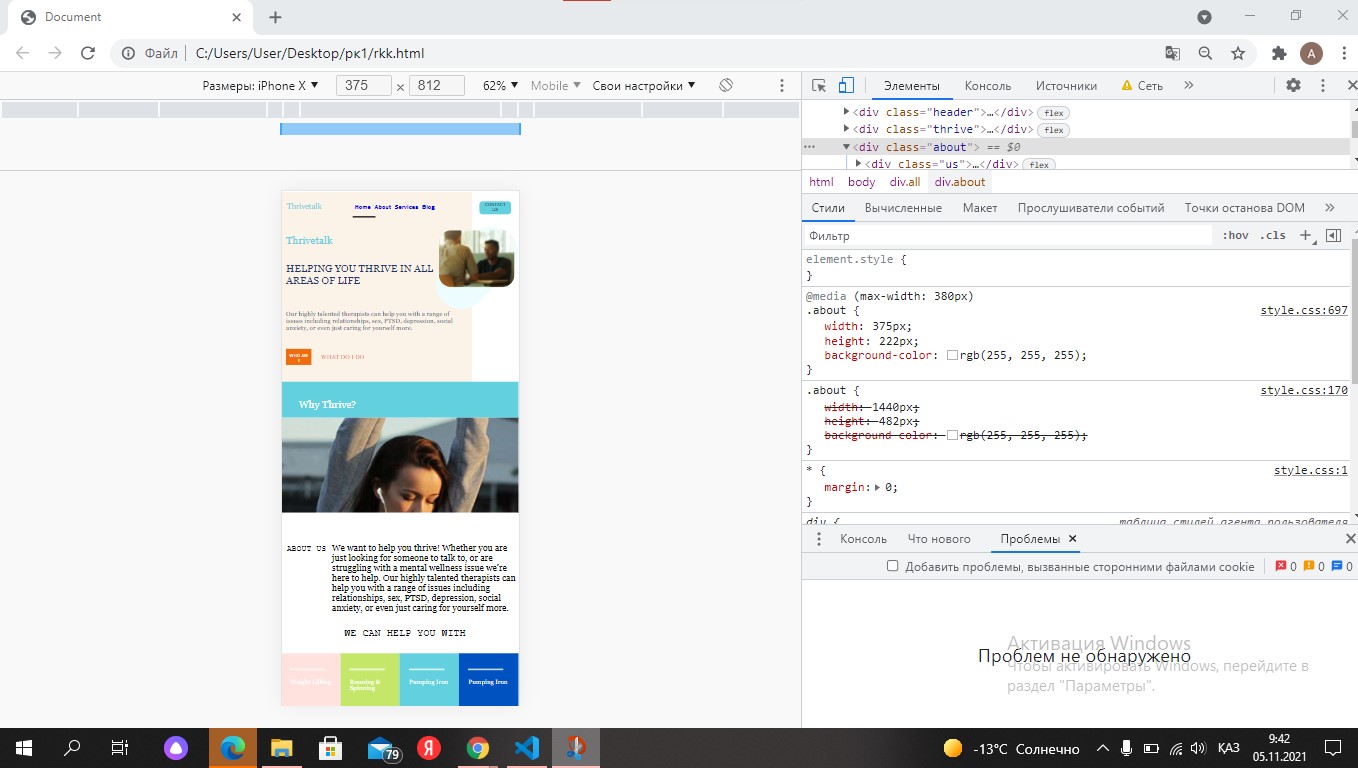 Document
Файл
C:/Users/User/Desktop/рк1/rkk.html
А
Размеры: iPhone X ▼ 375 × 812 62% ▼ Mobile ▼ Свои настройки ▼
Элементы Консоль Источники Сеть »
<div class="header">…</div> flex
<div class="thrive">…</div> flex
<div class="about"> == $0
<div class="us">…</div> flex
html body div.all div.about
Стили Вычисленные Макет Прослушиватели событий Точки останова DOM »
Фильтр :hov .cls
element.style {
}
@media (max-width: 380px)
.about { style.css:697
width: 375px;
height: 222px;
background-color: rgb(255, 255, 255);
}
.about { style.css:170
width: 1440px;
height: 482px;
background-color: rgb(255, 255, 255);
}
* { style.css:1
margin: 0;
}
div { таблица стилей агента пользователя
Консоль Что нового Проблемы
Добавить проблемы, вызванные сторонними файлами cookie 0 0 0
Проблем не обнаружено
Активация Windows
Чтобы активировать Windows, перейдите в
раздел "Параметры".
Thrivetalk
Home About Services Blog
CONTACT
US
Thrivetalk
HELPING YOU THRIVE IN ALL
AREAS OF LIFE
Our highly talented therapists can help you with a range of
issues including relationships, sex, PTSD, depression, social
anxiety, or even just caring for yourself more.
WHO AM
I
WHAT DO I DO
Why Thrive?
ABOUT US
We want to help you thrive! Whether you are
just looking for someone to talk to, or are
struggling with a mental wellness issue we're
here to help. Our highly talented therapists can
help you with a range of issues including
relationships, sex, PTSD, depression, social
anxiety, or even just caring for yourself more.
WE CAN HELP YOU WITH
Weight Lifting
Running &
Spinning
Pumping Iron
Pumping Iron
79
Я
-13°C Солнечно
ҚАЗ
9:42
05.11.2021